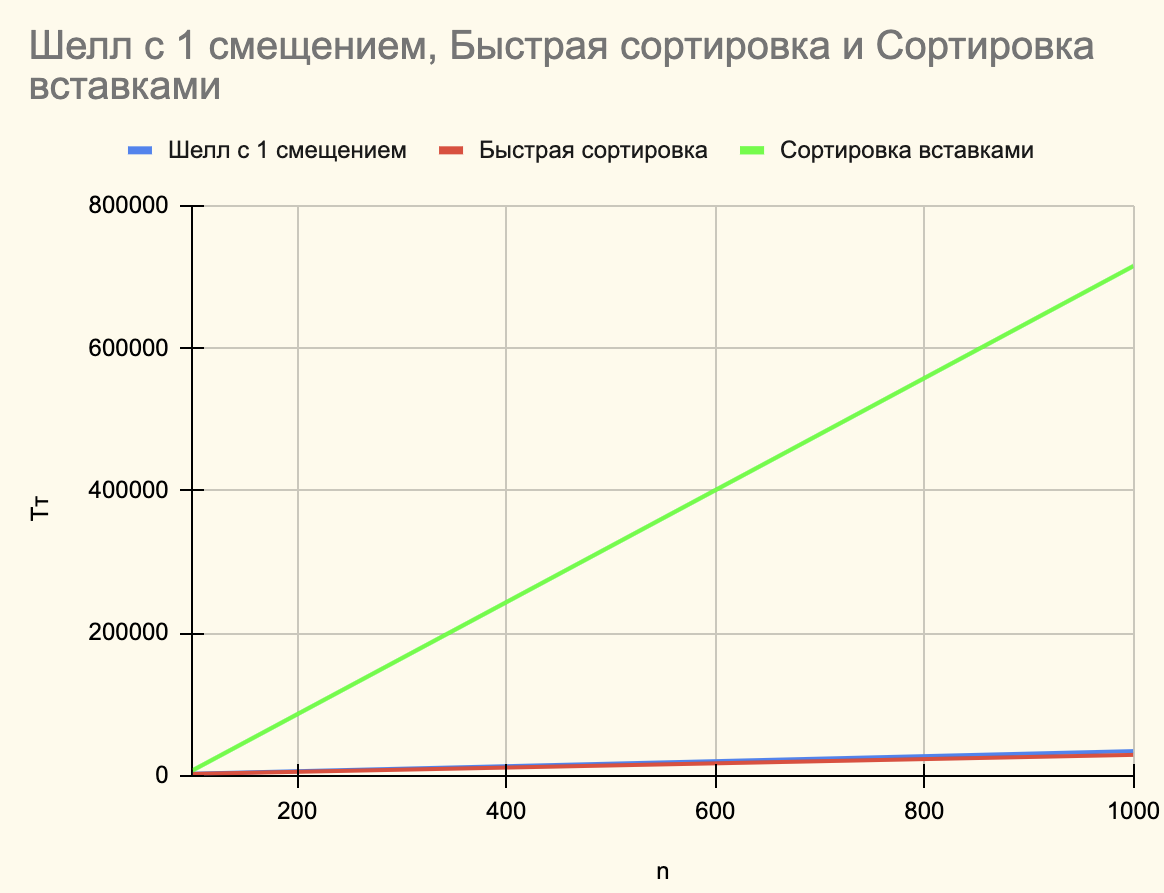 Шелл с 1 смещением, Быстрая сортировка и Сортировка
вставками
Шелл с 1 смещением Быстрая сортировка Сортировка вставками
800000
600000
400000
200000
0
Тт
200 400 600 800 1000
n